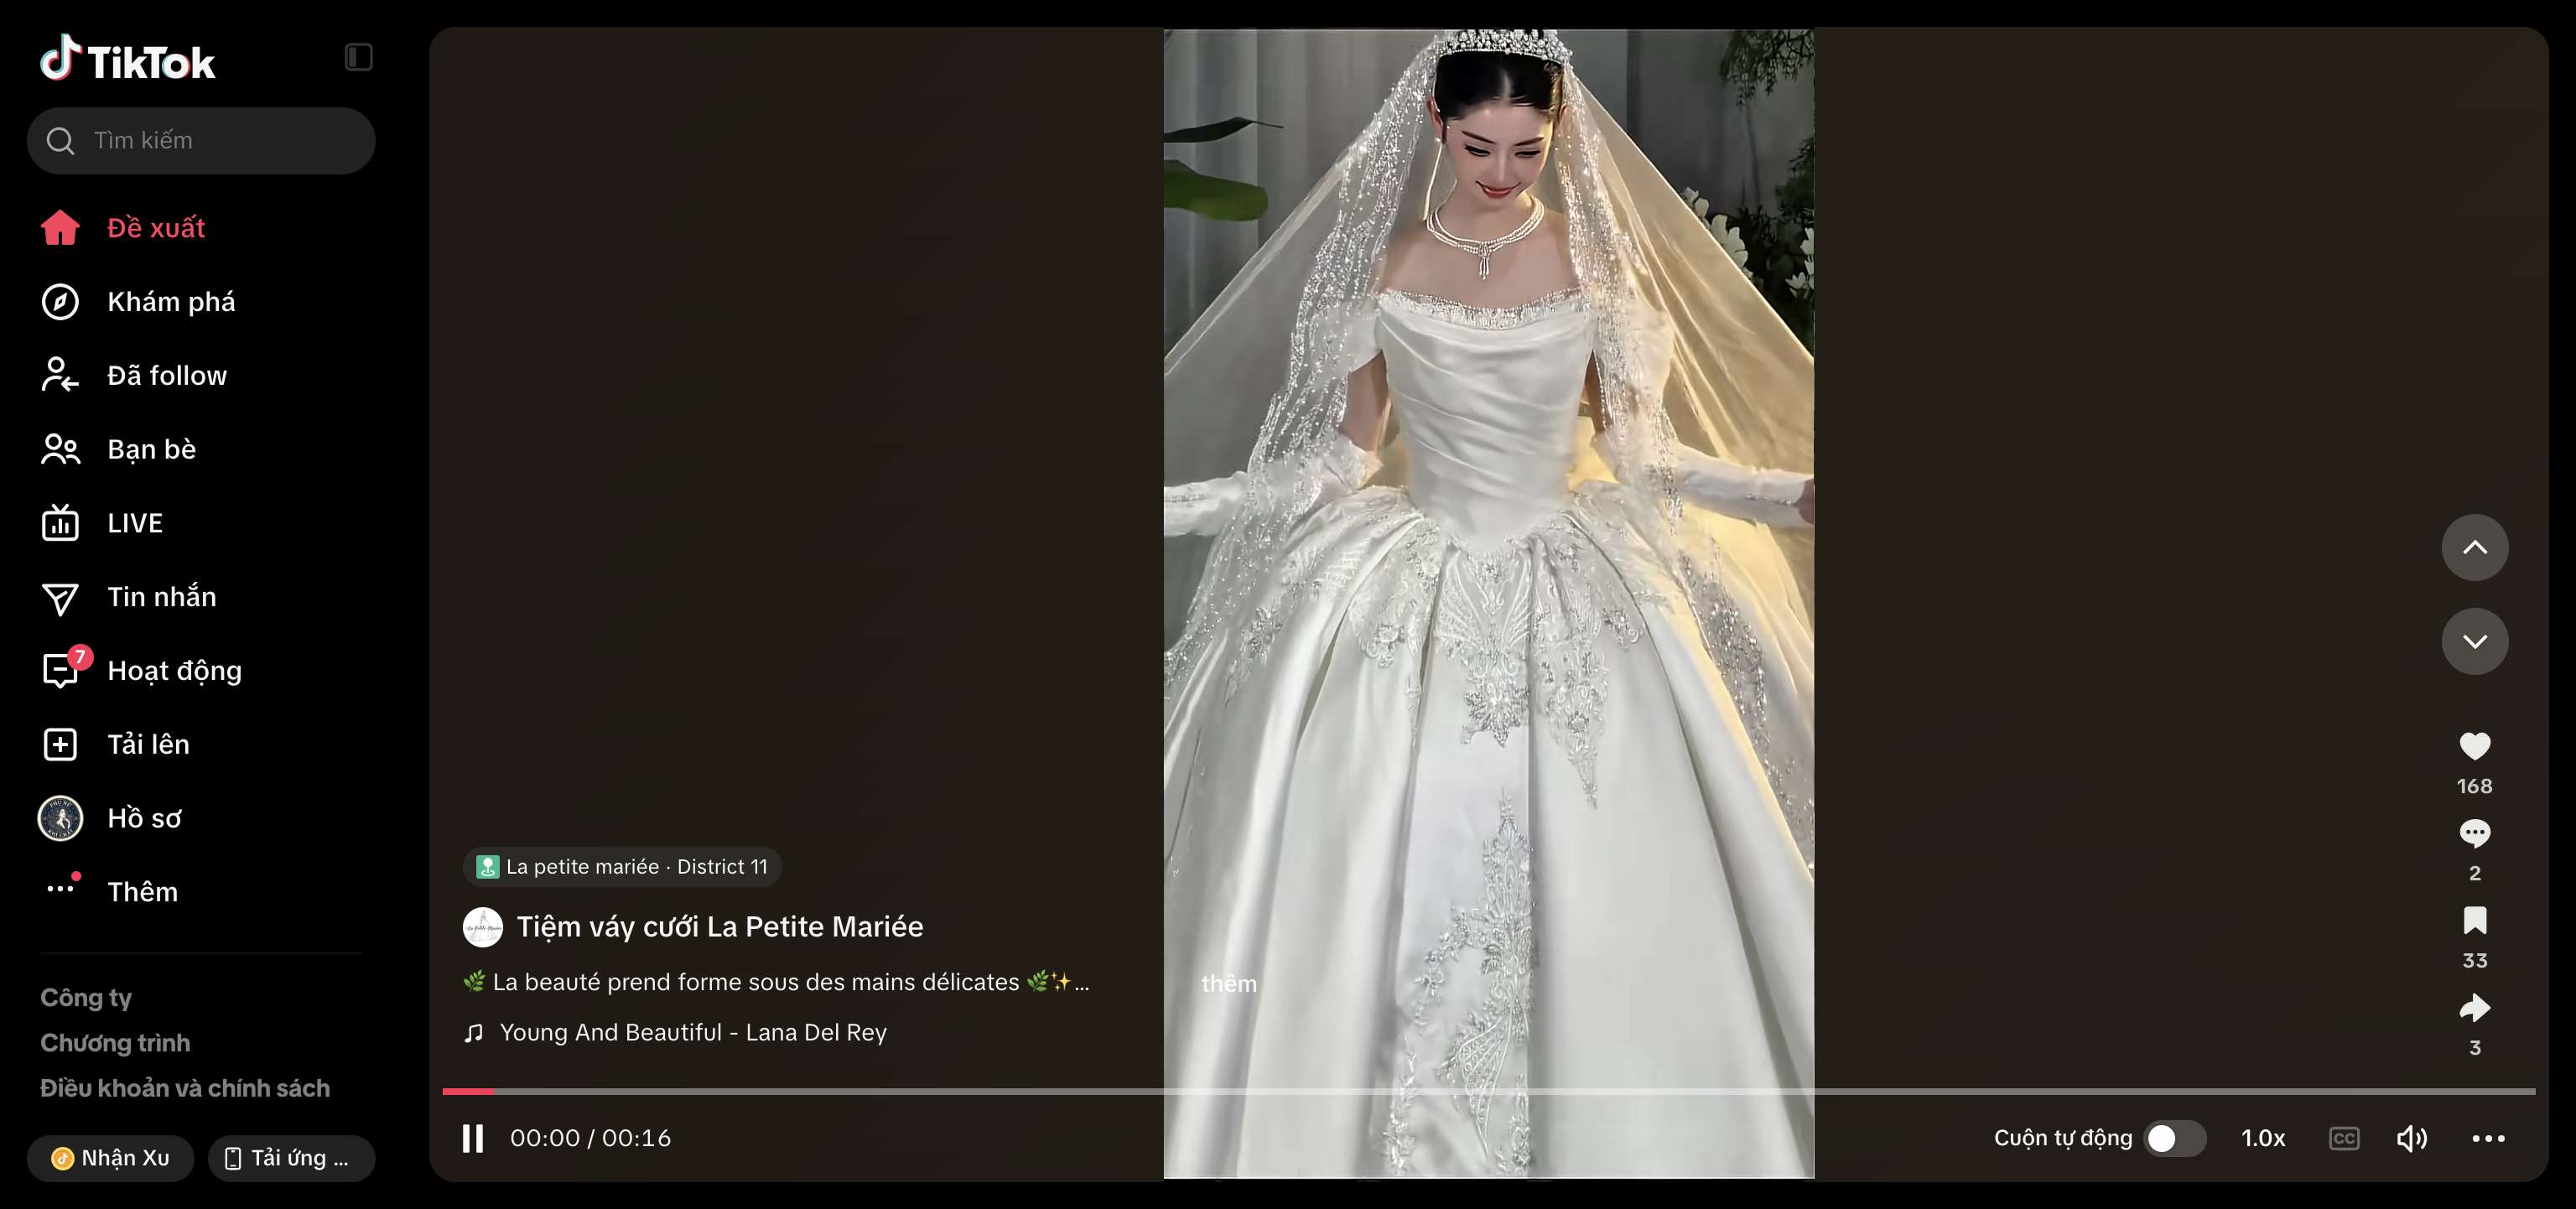 TikTok
Tìm kiếm
Đề xuất
Khám phá
Đã follow
Bạn bè
LIVE
Tin nhắn
7
Hoạt động
Tải lên
Hồ sơ
Thêm
Công ty
Chương trình
Điều khoản và chính sách
Nhận Xu
Tải ứng ...
La petite mariée · District 11
Tiệm váy cưới La Petite Mariée
🌿 La beauté prend forme sous des mains délicates 🌿✨...
thêm
Young And Beautiful - Lana Del Rey
00:00 / 00:16
168
2
33
3
Cuộn tự động
1.0x
CC